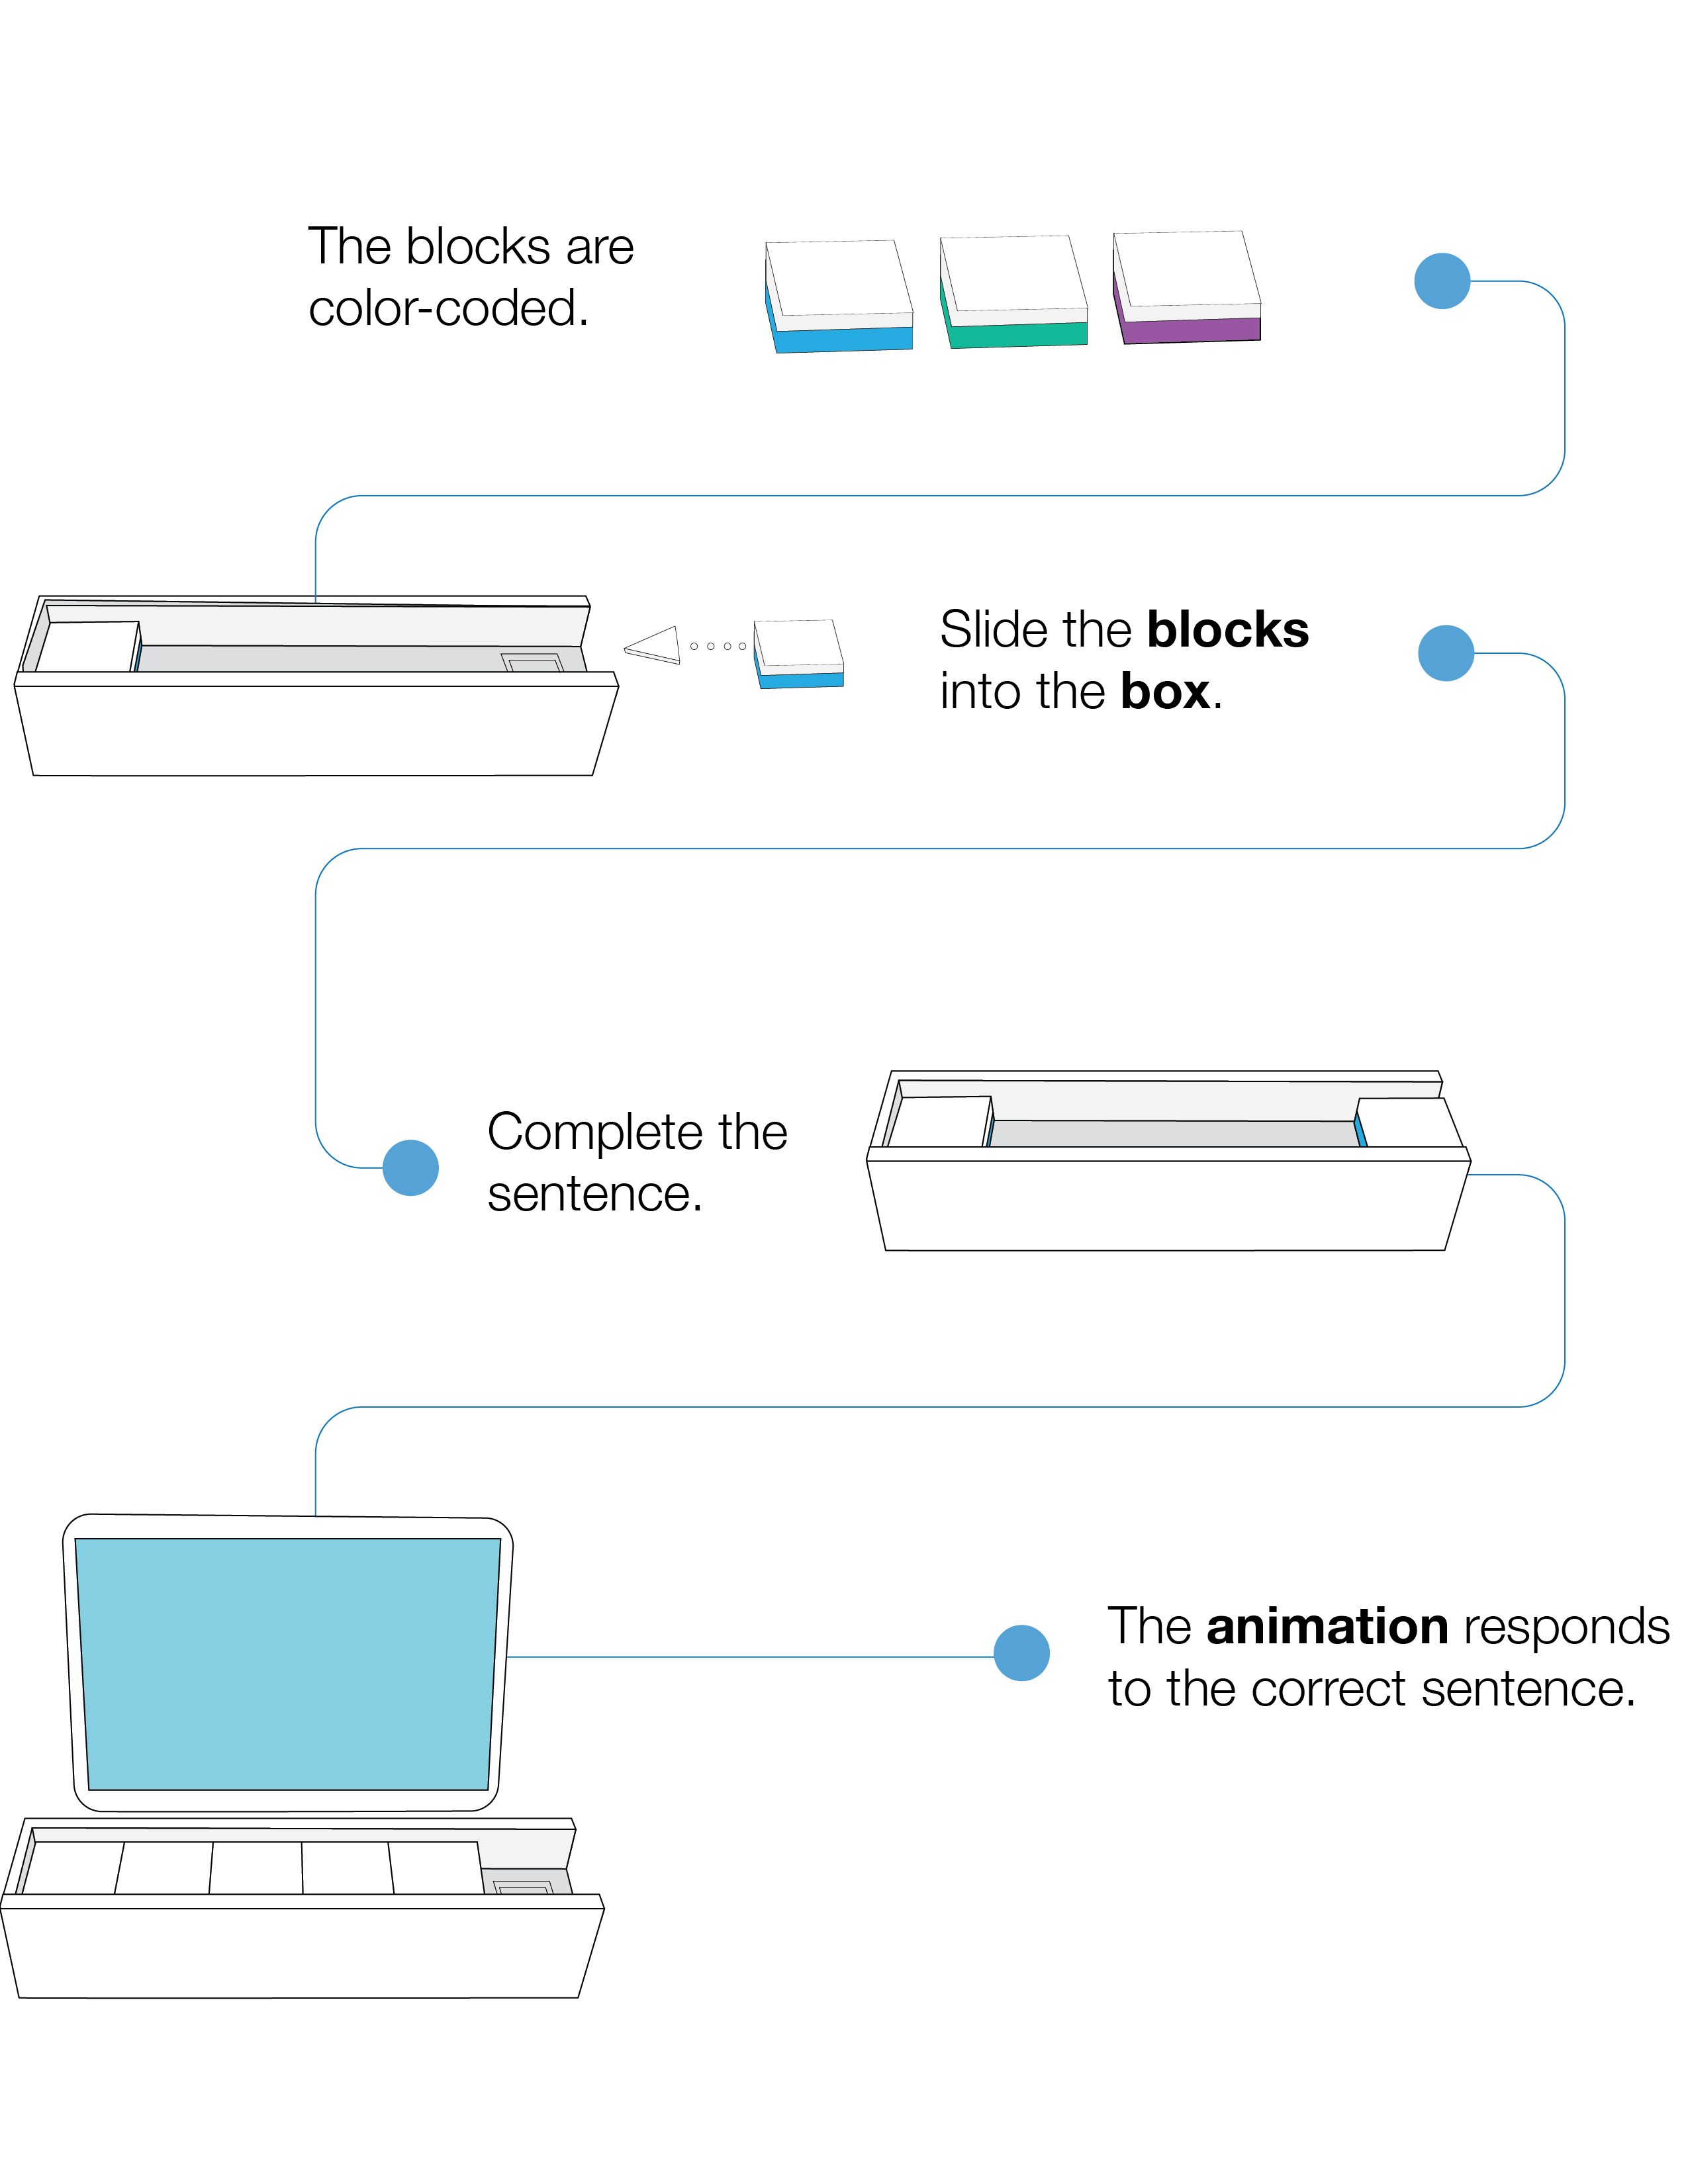 The blocks are
color-coded.
Slide the blocks
into the box.
Complete the
sentence.
The animation responds
to the correct sentence.